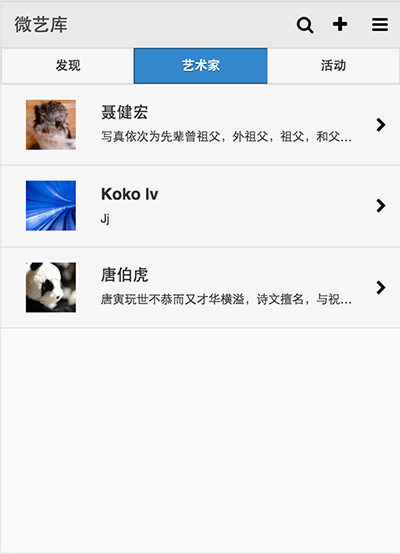 微艺库
发现
艺术家
活动
聂健宏
写真依次为先辈曾祖父，外祖父，祖父，和父…
Koko lv
Jj
唐伯虎
唐寅玩世不恭而又才华横溢，诗文擅名，与祝…